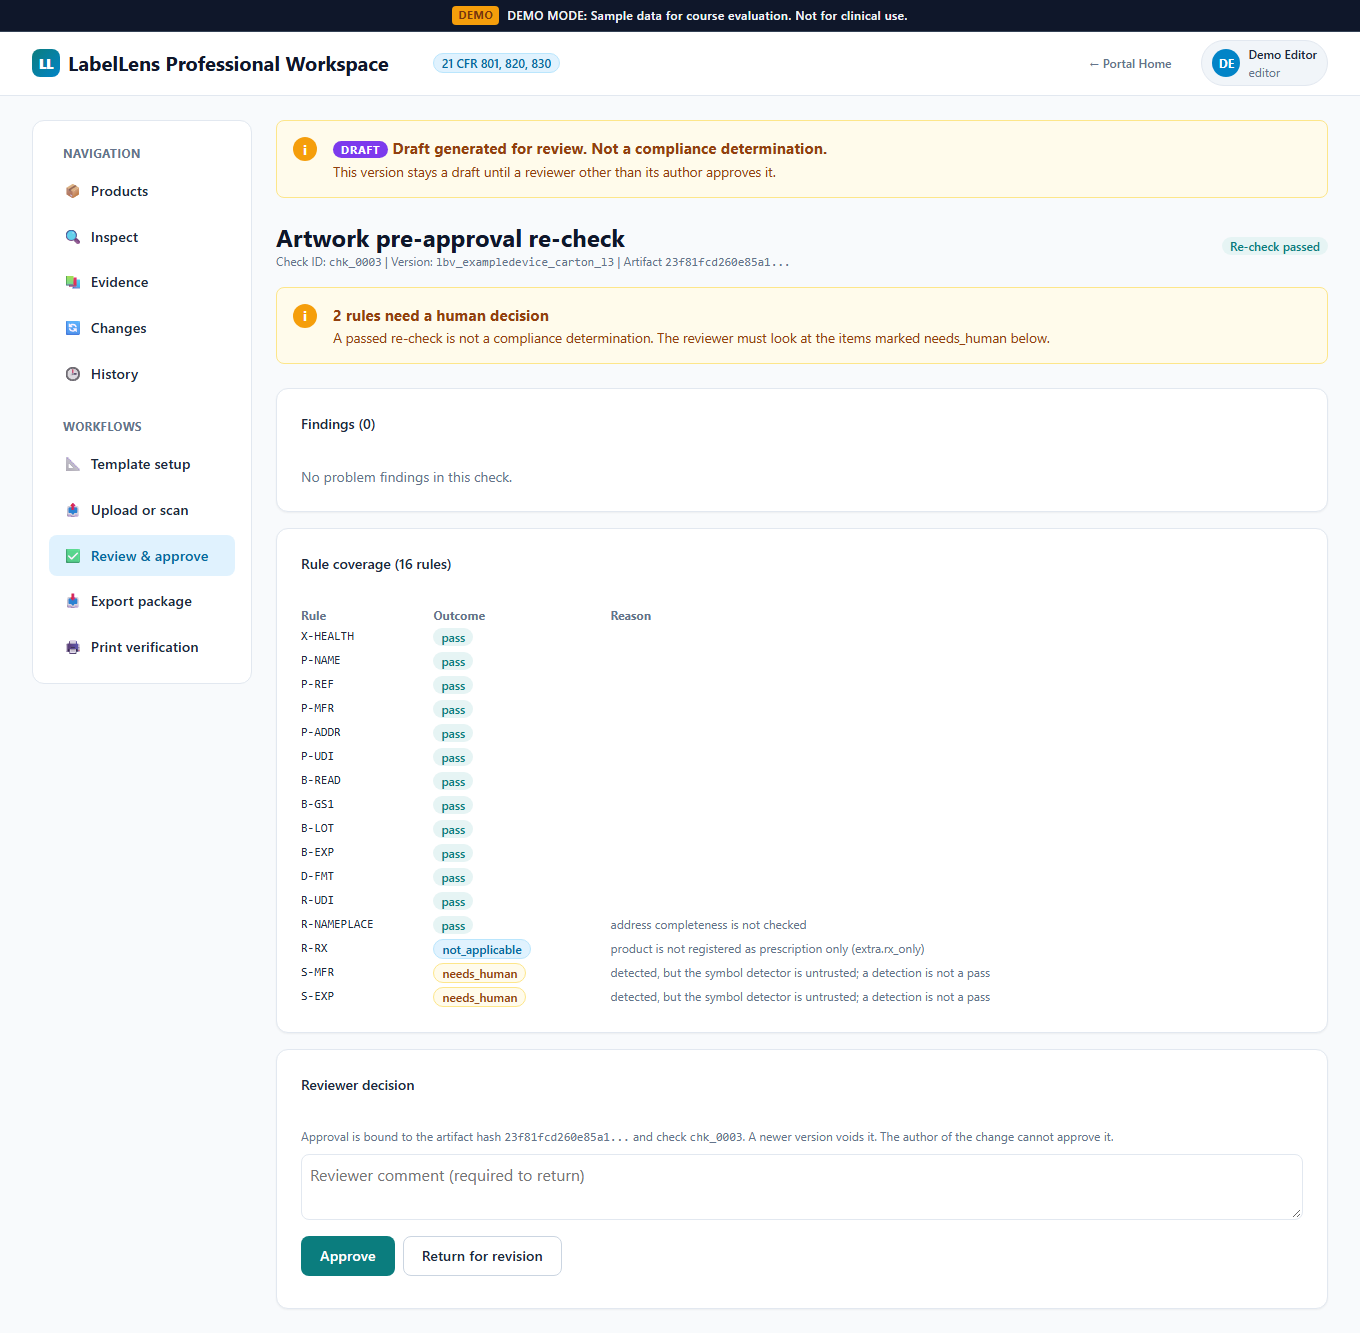 DEMO DEMO MODE: Sample data for course evaluation. Not for clinical use.
LL LabelLens Professional Workspace
21 CFR 801, 820, 830
← Portal Home
DE Demo Editor
editor
NAVIGATION
Products
Inspect
Evidence
Changes
History
WORKFLOWS
Template setup
Upload or scan
Review & approve
Export package
Print verification
i DRAFT Draft generated for review. Not a compliance determination.
This version stays a draft until a reviewer other than its author approves it.
Artwork pre-approval re-check
Check ID: chk_0003 | Version: lbv_exampledevice_carton_13 | Artifact 23f81fcd260e85a1...
Re-check passed
i 2 rules need a human decision
A passed re-check is not a compliance determination. The reviewer must look at the items marked needs_human below.
Findings (0)
No problem findings in this check.
Rule coverage (16 rules)
Rule Outcome Reason
X-HEALTH pass
P-NAME pass
P-REF pass
P-MFR pass
P-ADDR pass
P-UDI pass
B-READ pass
B-GS1 pass
B-LOT pass
B-EXP pass
D-FMT pass
R-UDI pass
R-NAMEPLACE pass address completeness is not checked
R-RX not_applicable product is not registered as prescription only (extra.rx_only)
S-MFR needs_human detected, but the symbol detector is untrusted; a detection is not a pass
S-EXP needs_human detected, but the symbol detector is untrusted; a detection is not a pass
Reviewer decision
Approval is bound to the artifact hash 23f81fcd260e85a1... and check chk_0003. A newer version voids it. The author of the change cannot approve it.
Reviewer comment (required to return)
Approve
Return for revision